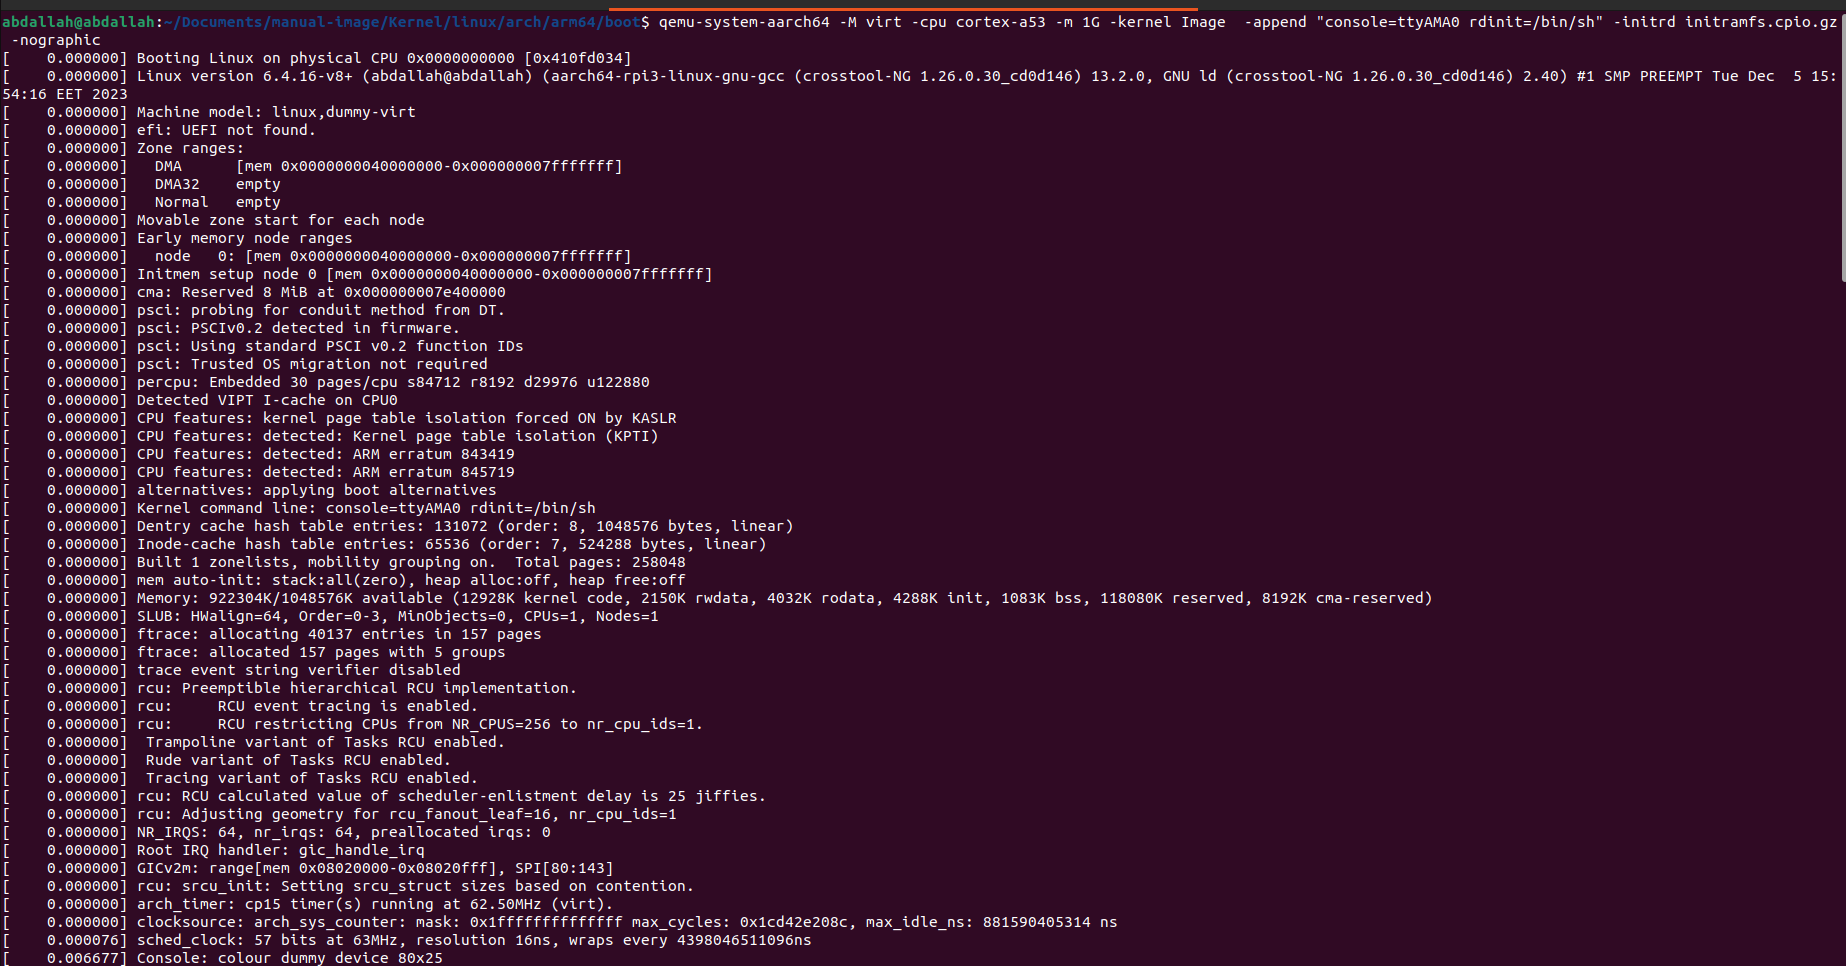 abdallah@abdallah:~/Documents/manual-image/Kernel/linux/arch/arm64/boot$ qemu-system-aarch64 -M virt -cpu cortex-a53 -m 1G -kernel Image  -append "console=ttyAMA0 rdinit=/bin/sh" -initrd initramfs.cpio.gz
 -nographic
[    0.000000] Booting Linux on physical CPU 0x0000000000 [0x410fd034]
[    0.000000] Linux version 6.4.16-v8+ (abdallah@abdallah) (aarch64-rpi3-linux-gnu-gcc (crosstool-NG 1.26.0.30_cd0d146) 13.2.0, GNU ld (crosstool-NG 1.26.0.30_cd0d146) 2.40) #1 SMP PREEMPT Tue Dec  5 15:
54:16 EET 2023
[    0.000000] Machine model: linux,dummy-virt
[    0.000000] efi: UEFI not found.
[    0.000000] Zone ranges:
[    0.000000]   DMA      [mem 0x0000000040000000-0x000000007fffffff]
[    0.000000]   DMA32    empty
[    0.000000]   Normal   empty
[    0.000000] Movable zone start for each node
[    0.000000] Early memory node ranges
[    0.000000]   node   0: [mem 0x0000000040000000-0x000000007fffffff]
[    0.000000] Initmem setup node 0 [mem 0x0000000040000000-0x000000007fffffff]
[    0.000000] cma: Reserved 8 MiB at 0x000000007e400000
[    0.000000] psci: probing for conduit method from DT.
[    0.000000] psci: PSCIv0.2 detected in firmware.
[    0.000000] psci: Using standard PSCI v0.2 function IDs
[    0.000000] psci: Trusted OS migration not required
[    0.000000] percpu: Embedded 30 pages/cpu s84712 r8192 d29976 u122880
[    0.000000] Detected VIPT I-cache on CPU0
[    0.000000] CPU features: kernel page table isolation forced ON by KASLR
[    0.000000] CPU features: detected: Kernel page table isolation (KPTI)
[    0.000000] CPU features: detected: ARM erratum 843419
[    0.000000] CPU features: detected: ARM erratum 845719
[    0.000000] alternatives: applying boot alternatives
[    0.000000] Kernel command line: console=ttyAMA0 rdinit=/bin/sh
[    0.000000] Dentry cache hash table entries: 131072 (order: 8, 1048576 bytes, linear)
[    0.000000] Inode-cache hash table entries: 65536 (order: 7, 524288 bytes, linear)
[    0.000000] Built 1 zonelists, mobility grouping on.  Total pages: 258048
[    0.000000] mem auto-init: stack:all(zero), heap alloc:off, heap free:off
[    0.000000] Memory: 922304K/1048576K available (12928K kernel code, 2150K rwdata, 4032K rodata, 4288K init, 1083K bss, 118080K reserved, 8192K cma-reserved)
[    0.000000] SLUB: HWalign=64, Order=0-3, MinObjects=0, CPUs=1, Nodes=1
[    0.000000] ftrace: allocating 40137 entries in 157 pages
[    0.000000] ftrace: allocated 157 pages with 5 groups
[    0.000000] trace event string verifier disabled
[    0.000000] rcu: Preemptible hierarchical RCU implementation.
[    0.000000] rcu:     RCU event tracing is enabled.
[    0.000000] rcu:     RCU restricting CPUs from NR_CPUS=256 to nr_cpu_ids=1.
[    0.000000]  Trampoline variant of Tasks RCU enabled.
[    0.000000]  Rude variant of Tasks RCU enabled.
[    0.000000]  Tracing variant of Tasks RCU enabled.
[    0.000000] rcu: RCU calculated value of scheduler-enlistment delay is 25 jiffies.
[    0.000000] rcu: Adjusting geometry for rcu_fanout_leaf=16, nr_cpu_ids=1
[    0.000000] NR_IRQS: 64, nr_irqs: 64, preallocated irqs: 0
[    0.000000] Root IRQ handler: gic_handle_irq
[    0.000000] GICv2m: range[mem 0x08020000-0x08020fff], SPI[80:143]
[    0.000000] rcu: srcu_init: Setting srcu_struct sizes based on contention.
[    0.000000] arch_timer: cp15 timer(s) running at 62.50MHz (virt).
[    0.000000] clocksource: arch_sys_counter: mask: 0x1ffffffffffffff max_cycles: 0x1cd42e208c, max_idle_ns: 881590405314 ns
[    0.000076] sched_clock: 57 bits at 63MHz, resolution 16ns, wraps every 4398046511096ns
[    0.006677] Console: colour dummy device 80x25